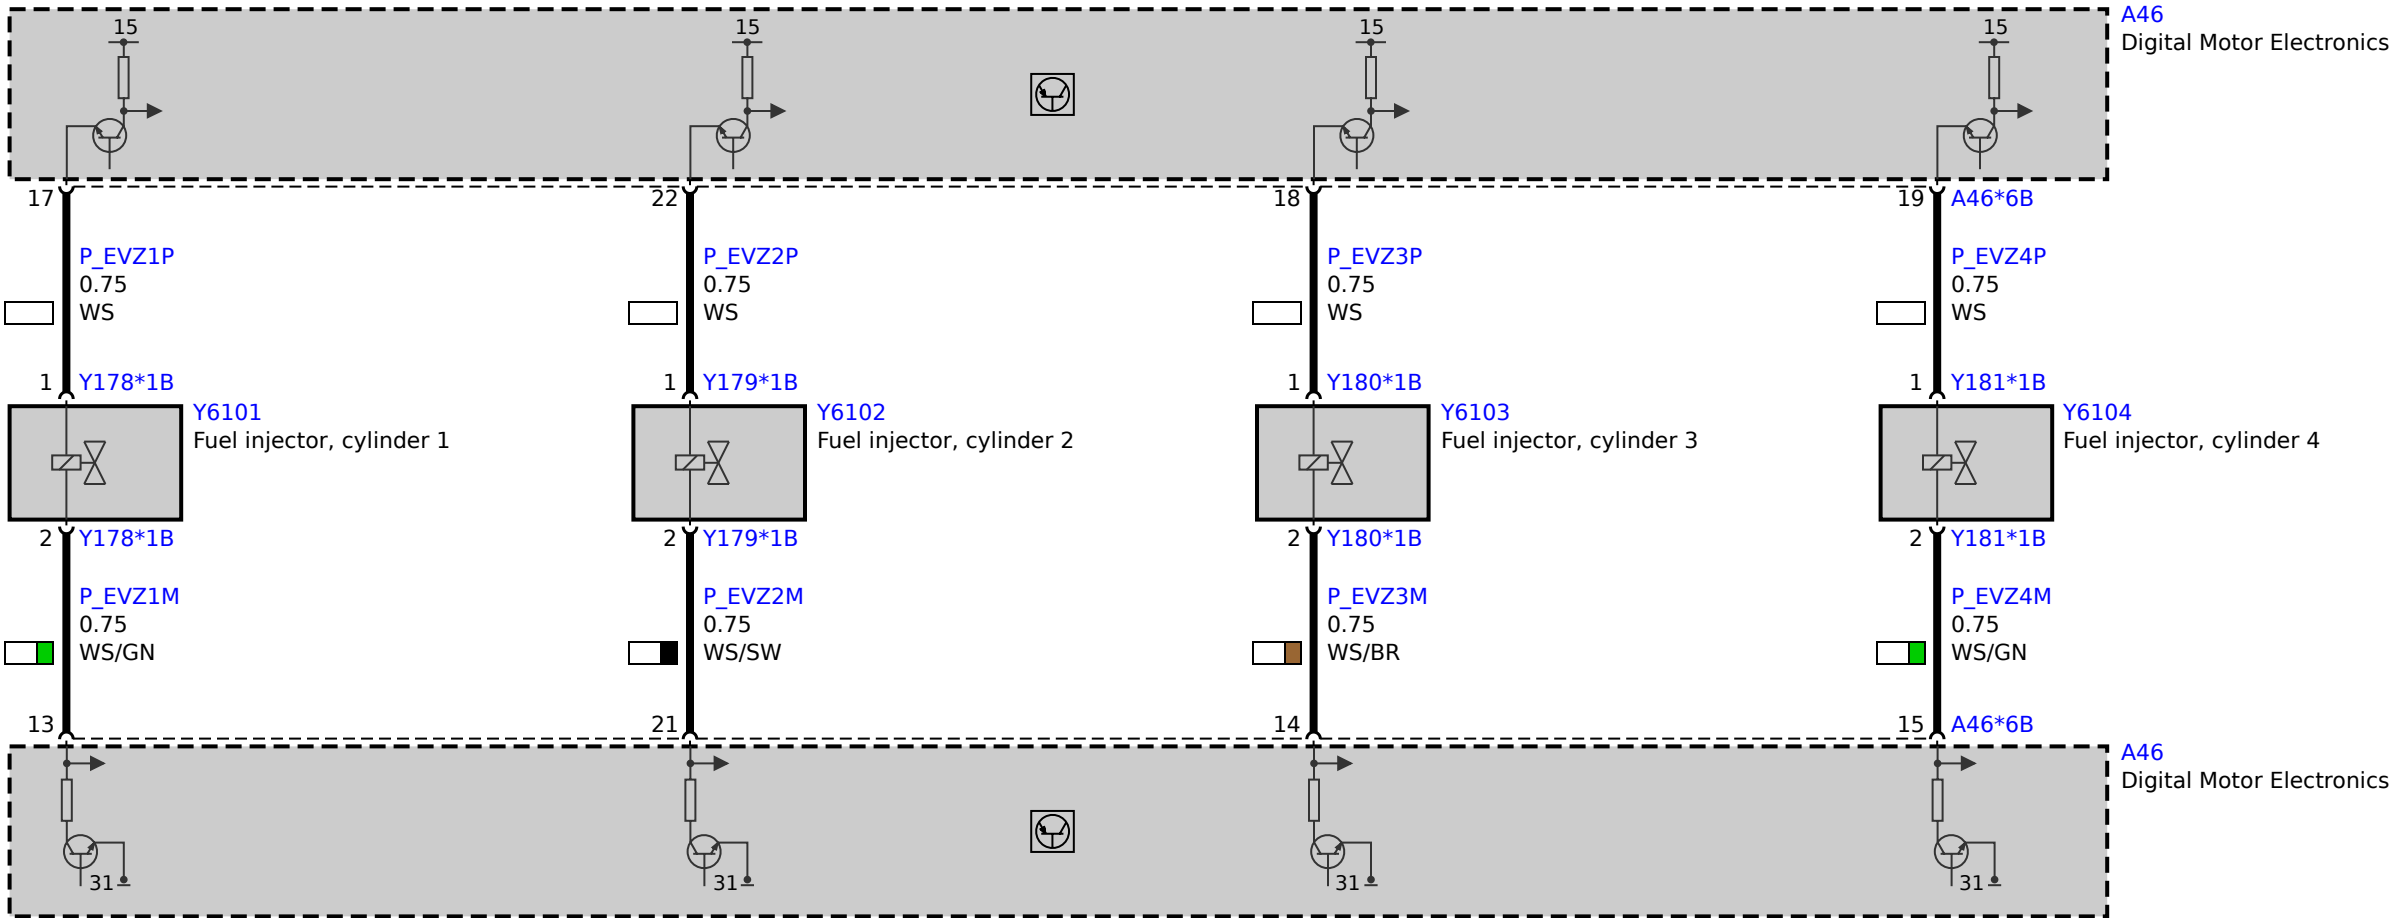 15 15 15 15
A46
Digital Motor Electronics
17 22 18 19 A46*6B
P_EVZ1P P_EVZ2P P_EVZ3P P_EVZ4P
0.75 0.75 0.75 0.75
WS WS WS WS
1 Y178*1B 1 Y179*1B 1 Y180*1B 1 Y181*1B
Y6101 Y6102 Y6103 Y6104
Fuel injector, cylinder 1 Fuel injector, cylinder 2 Fuel injector, cylinder 3 Fuel injector, cylinder 4
2 Y178*1B 2 Y179*1B 2 Y180*1B 2 Y181*1B
P_EVZ1M P_EVZ2M P_EVZ3M P_EVZ4M
0.75 0.75 0.75 0.75
WS/GN WS/SW WS/BR WS/GN
13 21 14 15 A46*6B
A46
Digital Motor Electronics
31 31 31 31